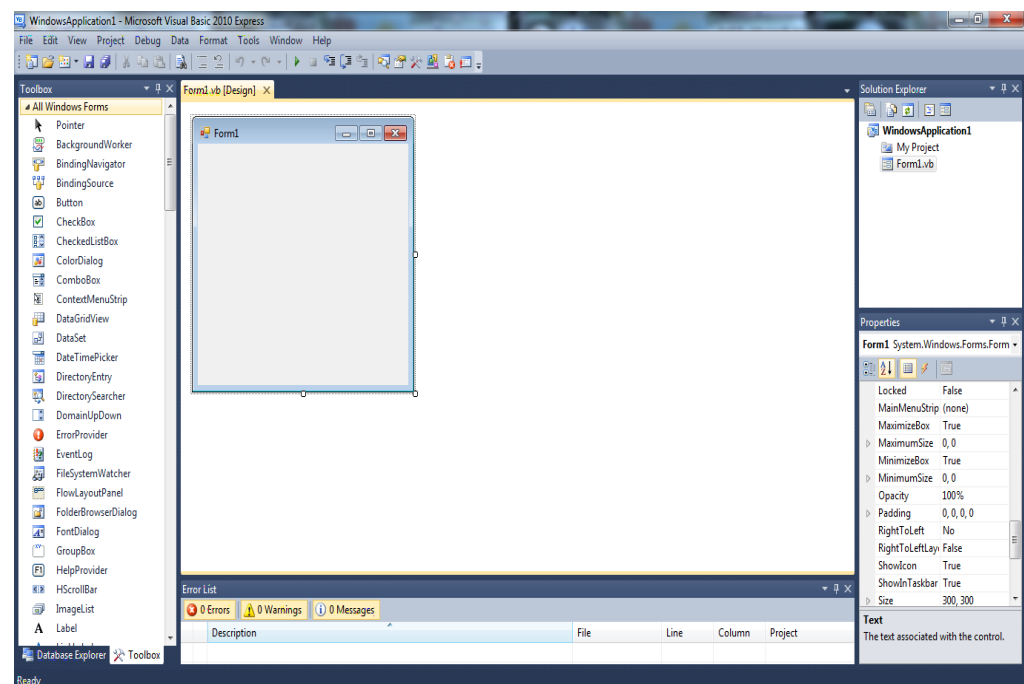 WindowsApplication1 - Microsoft Visual Basic 2010 Express
File Edit View Project Debug Data Format Tools Window Help
Toolbox
All Windows Forms
Pointer
BackgroundWorker
BindingNavigator
BindingSource
Button
CheckBox
CheckedListBox
ColorDialog
ComboBox
ContextMenuStrip
DataGridView
DataSet
DateTimePicker
DirectoryEntry
DirectorySearcher
DomainUpDown
ErrorProvider
EventLog
FileSystemWatcher
FlowLayoutPanel
FolderBrowserDialog
FontDialog
GroupBox
HelpProvider
HScrollBar
ImageList
Label
Database Explorer Toolbox
Form1.vb [Design]
Form1
Error List
0 Errors 0 Warnings 0 Messages
Description File Line Column Project
Solution Explorer
WindowsApplication1
My Project
Form1.vb
Properties
Form1 System.Windows.Forms.Form
Locked False
MainMenuStrip (none)
MaximizeBox True
MaximumSize 0, 0
MinimizeBox True
MinimumSize 0, 0
Opacity 100%
Padding 0, 0, 0, 0
RightToLeft No
RightToLeftLay False
ShowIcon True
ShowInTaskbar True
Size 300, 300
Text
The text associated with the control.
Ready